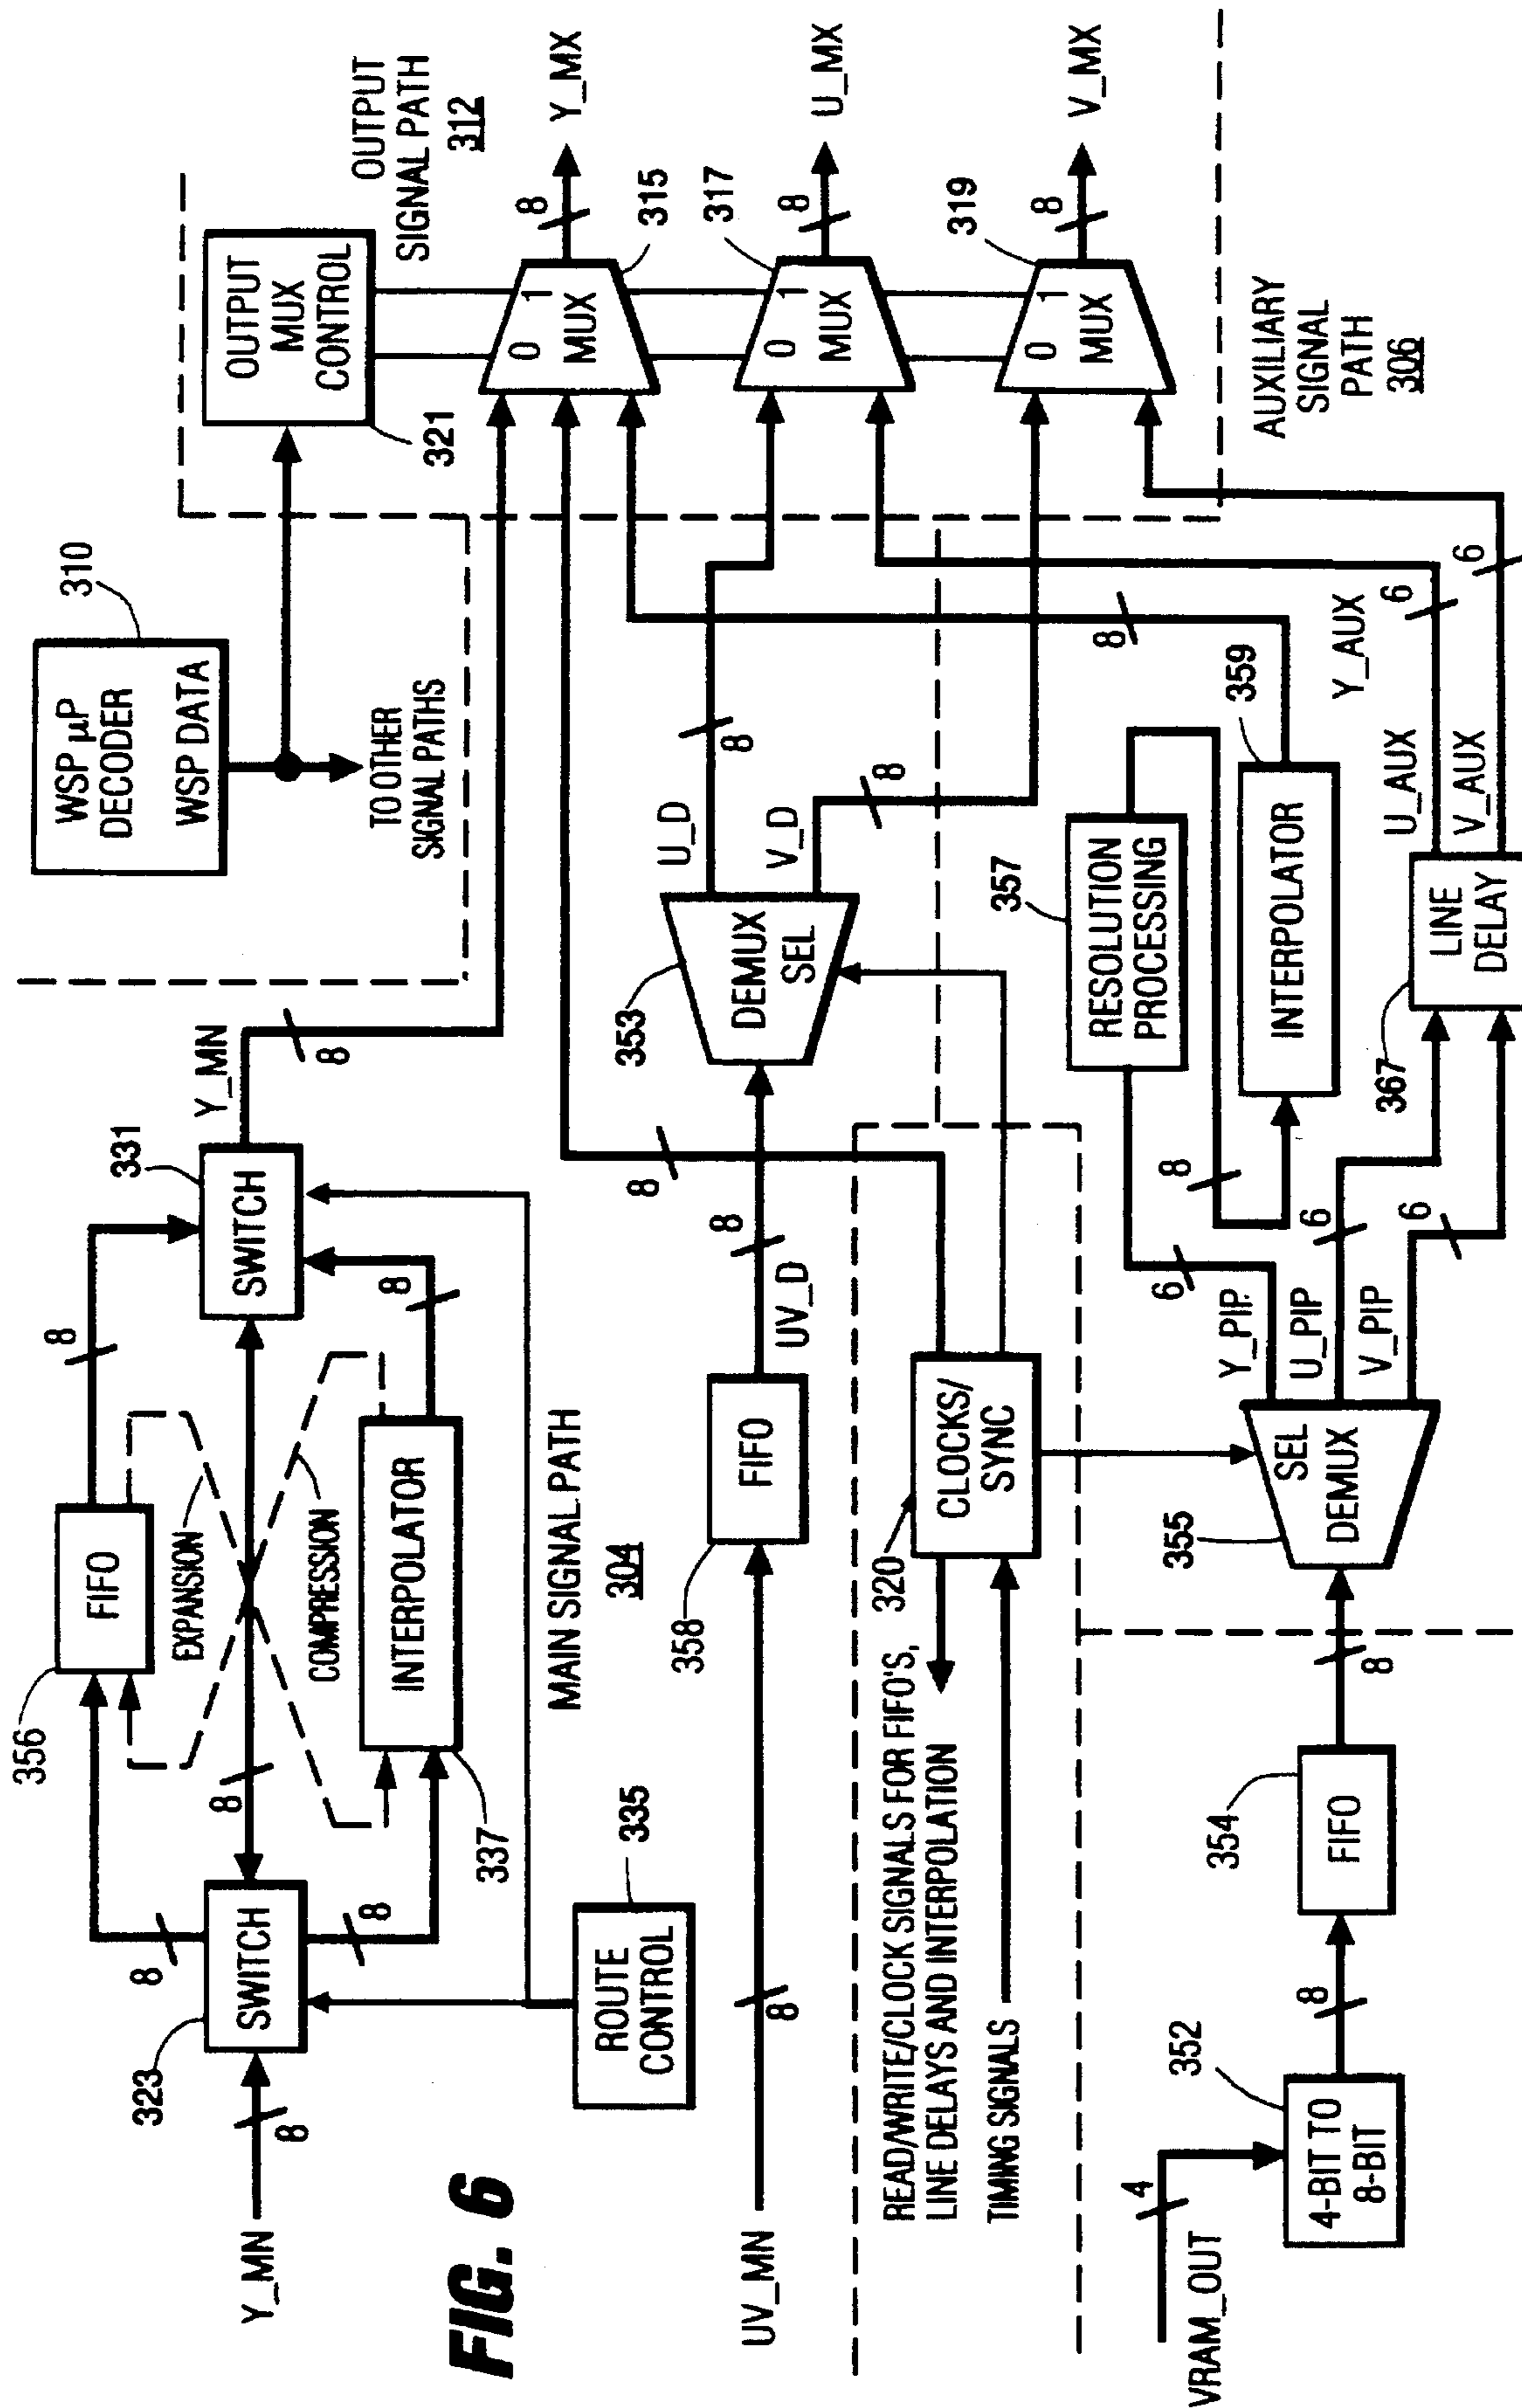 FIG. 6
Y_MN
8
323
SWITCH
8
8
356
FIFO
8
EXPANSION
COMPRESSION
8
337
INTERPOLATOR
8
331
SWITCH
Y_MN
8
335
ROUTE
CONTROL
MAIN SIGNAL PATH
304
310
WSP µP
DECODER
WSP DATA
TO OTHER
SIGNAL PATHS
OUTPUT
MUX
CONTROL
321
OUTPUT
SIGNAL PATH
312
0 1
MUX
315
8
Y_MX
0 1
MUX
317
8
U_MX
0 1
MUX
319
8
V_MX
UV_MN
8
358
FIFO
8
UV_D
353
DEMUX
SEL
U_D
8
V_D
8
8
READ/WRITE/CLOCK SIGNALS FOR FIFO'S,
LINE DELAYS AND INTERPOLATION
TIMING SIGNALS
320
CLOCKS/
SYNC
AUXILIARY
SIGNAL
PATH
306
VRAM_OUT
4
352
4-BIT TO
8-BIT
8
354
FIFO
8
355
SEL
DEMUX
Y_PIP
6
U_PIP
6
V_PIP
6
357
RESOLUTION
PROCESSING
8
INTERPOLATOR
359
8
Y_AUX
367
LINE
DELAY
U_AUX
6
V_AUX
6